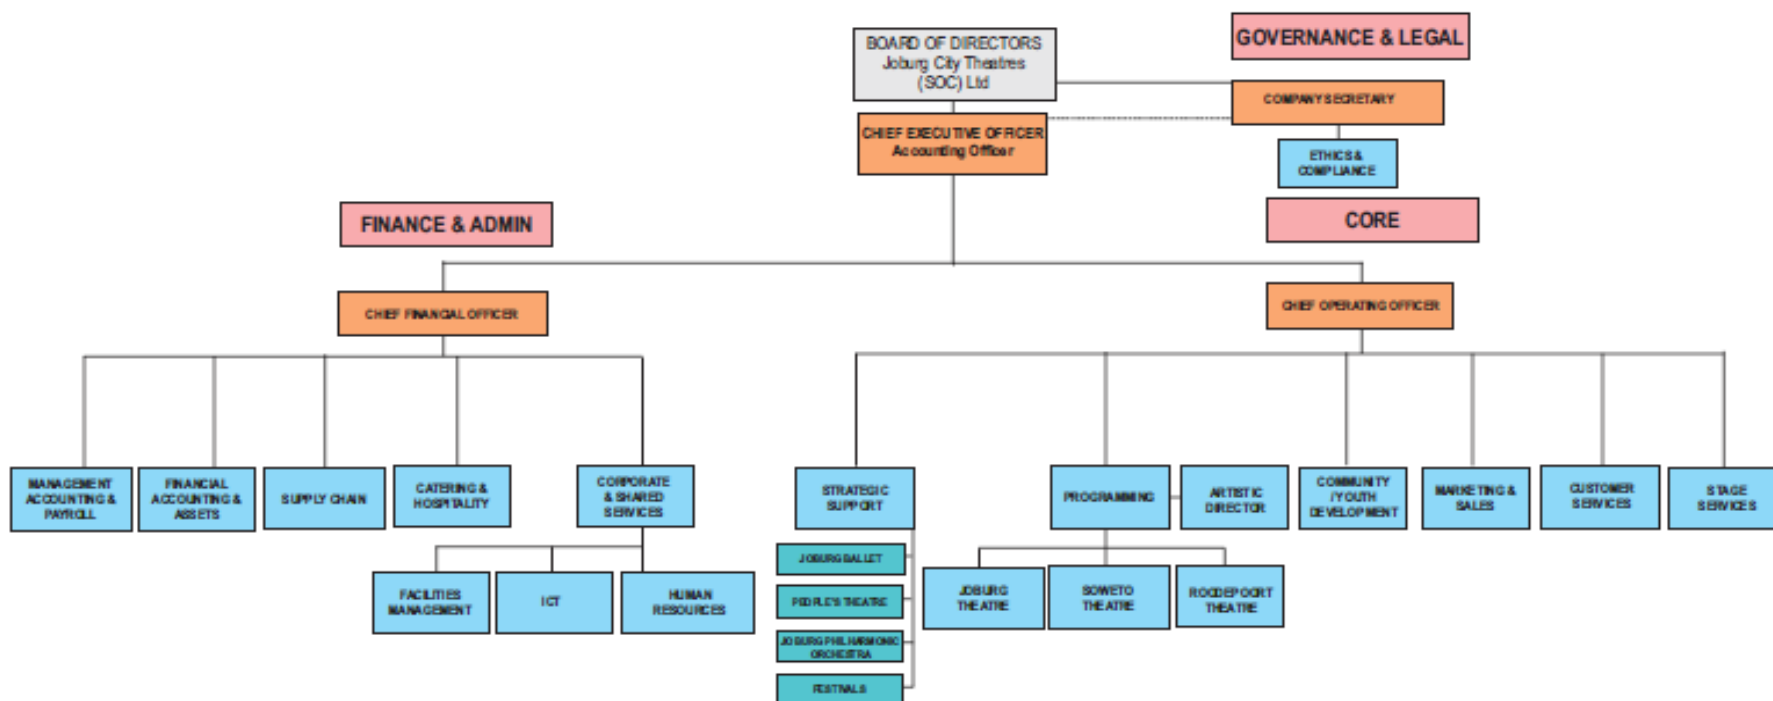 BOARD OF DIRECTORS
Joburg City Theatres
(SOC) Ltd
GOVERNANCE & LEGAL
COMPANY SECRETARY
CHIEF EXECUTIVE OFFICER
Accounting Officer
ETHICS &
COMPLIANCE
FINANCE & ADMIN
CORE
CHIEF FINANCIAL OFFICER
CHIEF OPERATING OFFICER
MANAGEMENT
ACCOUNTING &
PAYROLL
FINANCIAL
ACCOUNTING &
ASSETS
SUPPLY CHAIN
CATERING &
HOSPITALITY
CORPORATE
& SHARED
SERVICES
STRATEGIC
SUPPORT
PROGRAMMING
ARTISTIC
DIRECTOR
COMMUNITY
/YOUTH
DEVELOPMENT
MARKETING &
SALES
CUSTOMER
SERVICES
STAGE
SERVICES
FACILITIES
MANAGEMENT
ICT
HUMAN
RESOURCES
JOBURG BALLET
PEOPLE'S THEATRE
JOBURG PHILHARMONIC
ORCHESTRA
FESTIVALS
JOBURG
THEATRE
SOWETO
THEATRE
ROODEPOORT
THEATRE